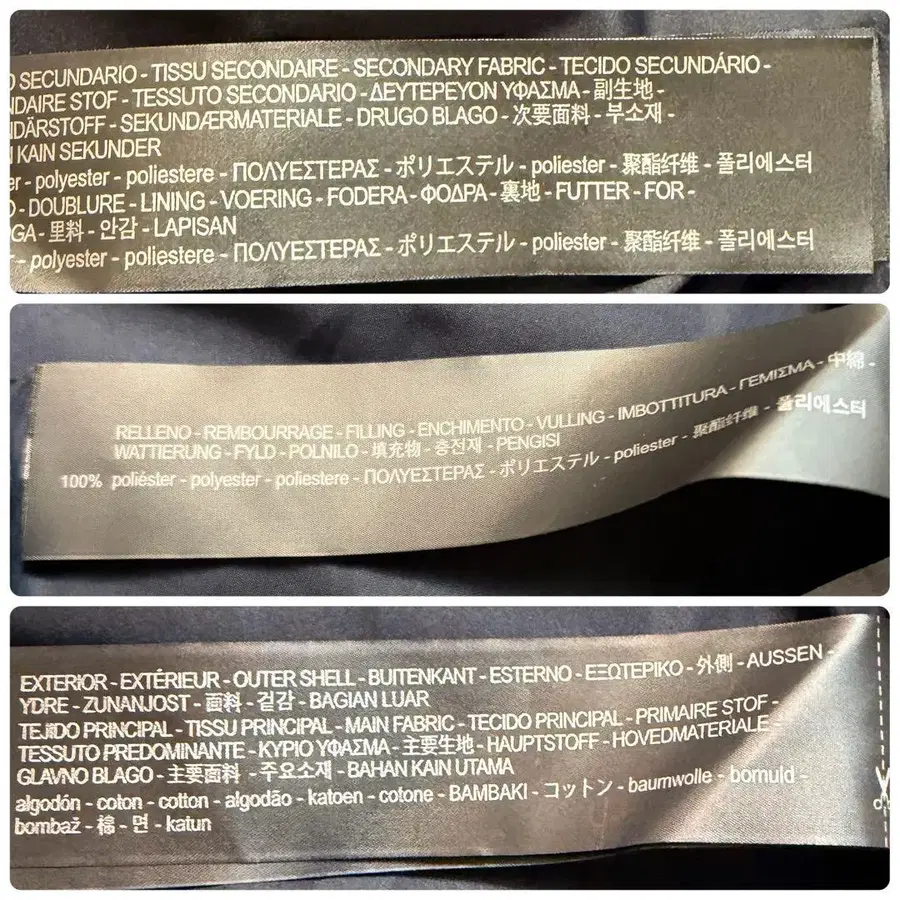 O SECUNDARIO - TISSU SECONDAIRE - SECONDARY FABRIC - TECIDO SECUNDÁRIO -
NDAIRE STOF - TESSUTO SECONDARIO - ΔΕΥΤΕΡΕΥΟΝ ΥΦΑΣΜΑ - 副生地 -
NDÄRSTOFF - SEKUNDÆRMATERIALE - DRUGO BLAGO - 次要面料 - 부소재 -
N KAIN SEKUNDER
er - polyester - poliestere - ΠΟΛΥΕΣΤΕΡΑΣ - ポリエステル - poliester - 聚酯纤维 - 폴리에스터
O - DOUBLURE - LINING - VOERING - FODERA - ΦΟΔΡΑ - 裏地 - FUTTER - FOR -
GA - 里料 - 안감 - LAPISAN
r - polyester - poliestere - ΠΟΛΥΕΣΤΕΡΑΣ - ポリエステル - poliester - 聚酯纤维 - 폴리에스터
RELLENO - REMBOURRAGE - FILLING - ENCHIMENTO - VULLING - IMBOTTITURA - ΓΕΜΙΣΜΑ - 中綿 -
WATTIERUNG - FYLD - POLNILO - 填充物 - 충전재 - PENGISI
100% poliéster - polyester - poliestere - ΠΟΛΥΕΣΤΕΡΑΣ - ポリエステル - poliester - 聚酯纤维 - 폴리에스터
EXTERIOR - EXTÉRIEUR - OUTER SHELL - BUITENKANT - ESTERNO - ΕΞΩΤΕΡΙΚΟ - 外側 - AUSSEN -
YDRE - ZUNANJOST - 面料 - 겉감 - BAGIAN LUAR
TEJIDO PRINCIPAL - TISSU PRINCIPAL - MAIN FABRIC - TECIDO PRINCIPAL - PRIMAIRE STOF -
TESSUTO PREDOMINANTE - ΚΥΡΙΟ ΥΦΑΣΜΑ - 主要生地 - HAUPTSTOFF - HOVEDMATERIALE -
GLAVNO BLAGO - 主要面料 - 주요소재 - BAHAN KAIN UTAMA
algodón - coton - cotton - algodão - katoen - cotone - ΒΑΜΒΑΚΙ - コットン - baumwolle - bomuld -
bombaž - 棉 - 면 - katun